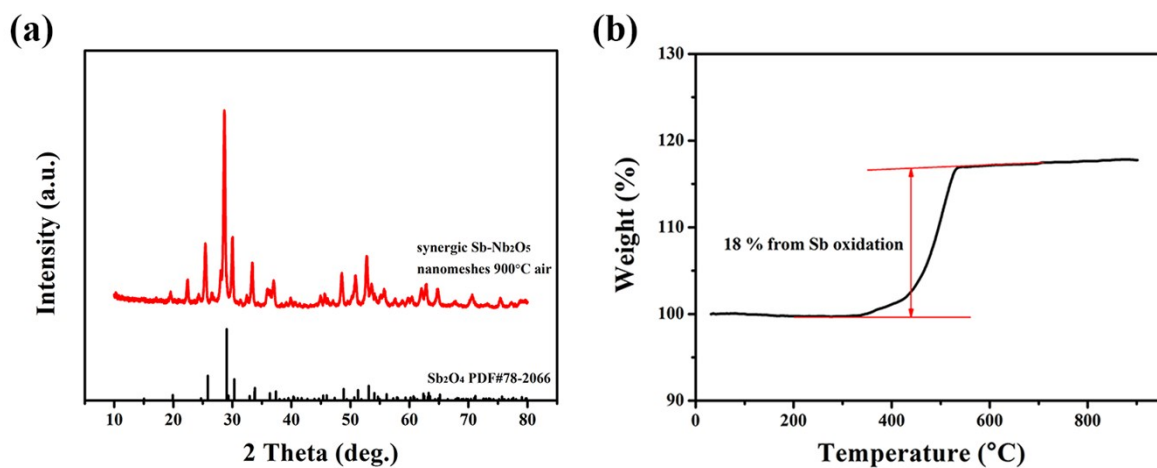 (a)
Intensity (a.u.)
synergic Sb-Nb₂O₅
nanomeshes 900°C air
Sb₂O₄ PDF#78-2066
10 20 30 40 50 60 70 80
2 Theta (deg.)
(b)
Weight (%)
130
120
110
100
90
18 % from Sb oxidation
0 200 400 600 800
Temperature (°C)